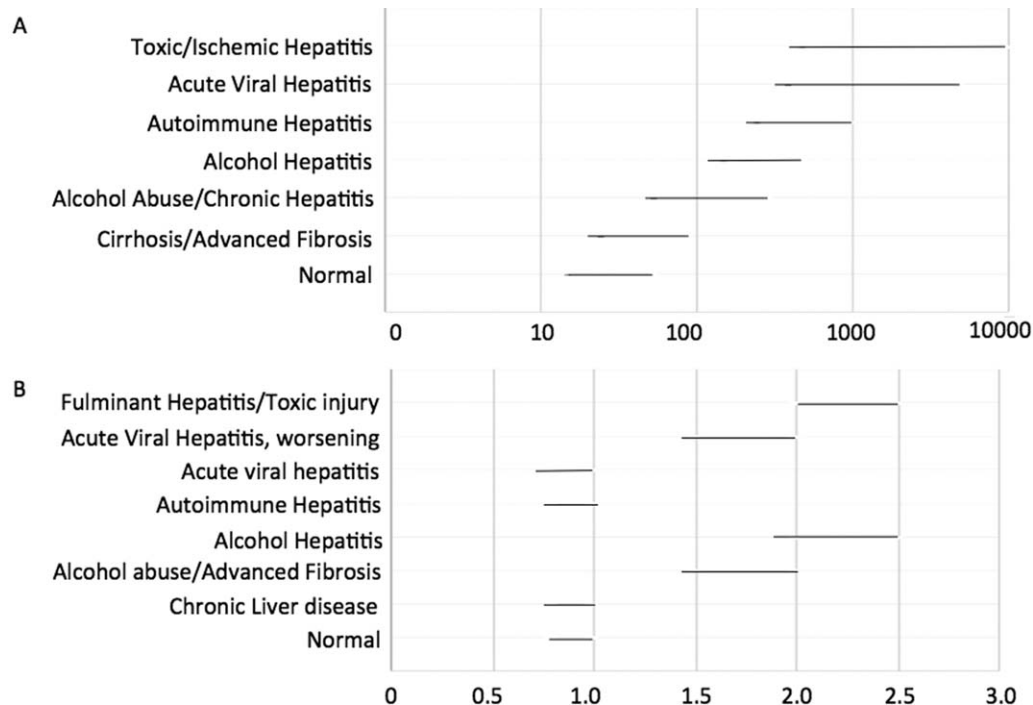 A
Toxic/Ischemic Hepatitis
Acute Viral Hepatitis
Autoimmune Hepatitis
Alcohol Hepatitis
Alcohol Abuse/Chronic Hepatitis
Cirrhosis/Advanced Fibrosis
Normal
0 10 100 1000 10000
B
Fulminant Hepatitis/Toxic injury
Acute Viral Hepatitis, worsening
Acute viral hepatitis
Autoimmune Hepatitis
Alcohol Hepatitis
Alcohol abuse/Advanced Fibrosis
Chronic Liver disease
Normal
0 0.5 1.0 1.5 2.0 2.5 3.0